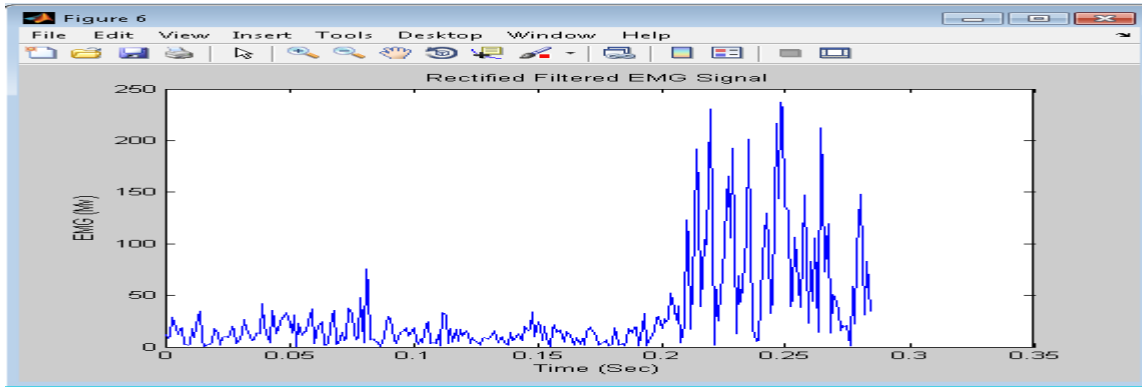 Figure 6
File Edit View Insert Tools Desktop Window Help
Rectified Filtered EMG Signal
250
200
150
100
50
0
EMG (Mv)
0 0.05 0.1 0.15 0.2 0.25 0.3 0.35
Time (Sec)